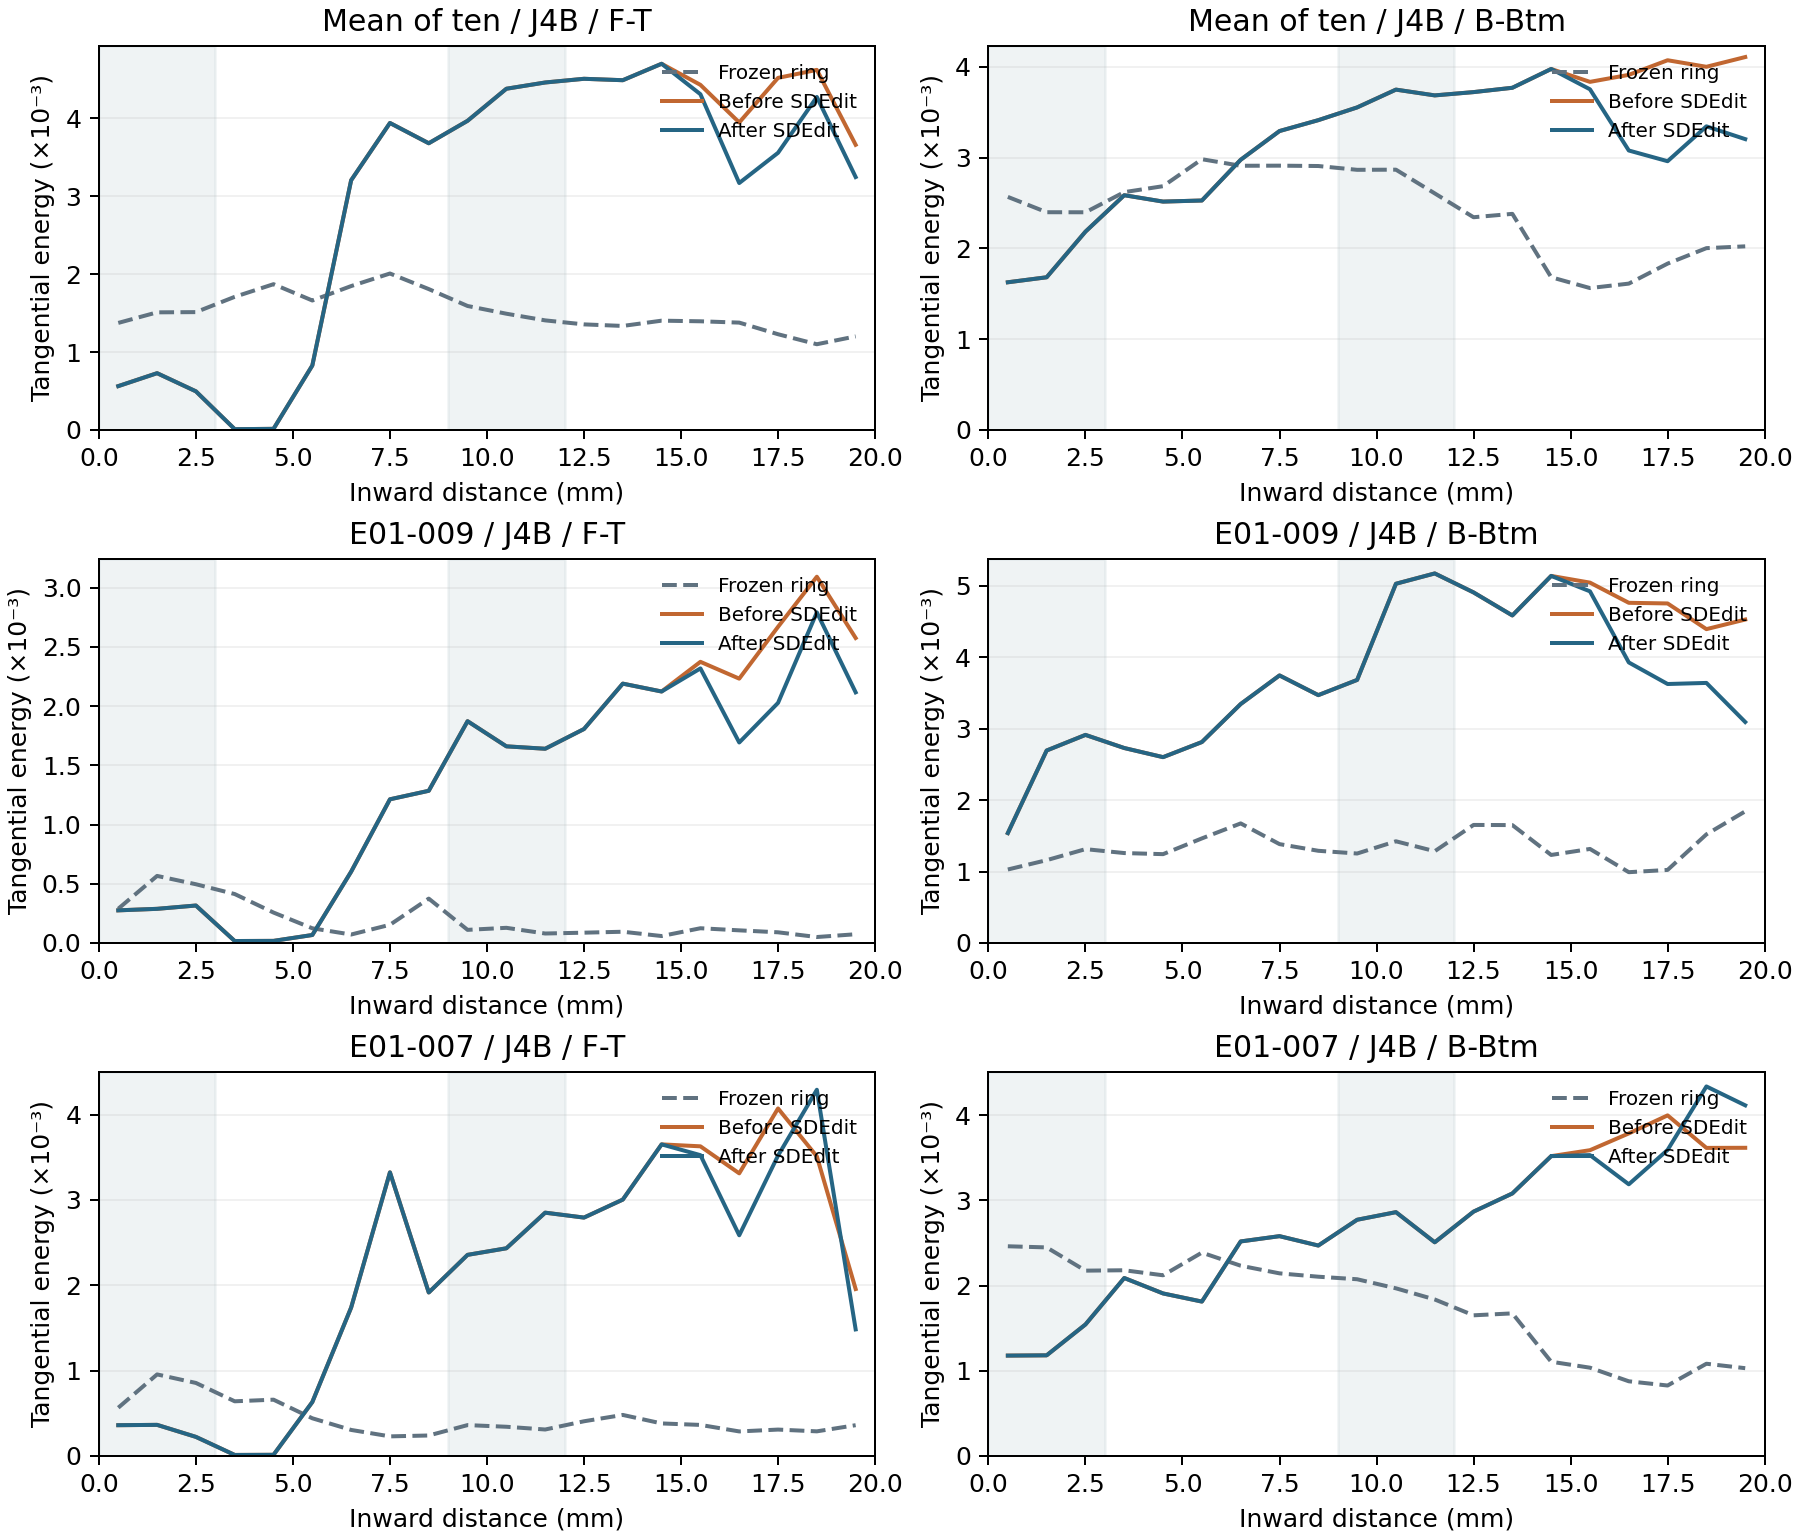 Mean of ten / J4B / F-T
Tangential energy (×10⁻³)
4
3
2
1
0
Frozen ring
Before SDEdit
After SDEdit
0.0 2.5 5.0 7.5 10.0 12.5 15.0 17.5 20.0
Inward distance (mm)
Mean of ten / J4B / B-Btm
Tangential energy (×10⁻³)
4
3
2
1
0
Frozen ring
Before SDEdit
After SDEdit
0.0 2.5 5.0 7.5 10.0 12.5 15.0 17.5 20.0
Inward distance (mm)
E01-009 / J4B / F-T
Tangential energy (×10⁻³)
3.0
2.5
2.0
1.5
1.0
0.5
0.0
Frozen ring
Before SDEdit
After SDEdit
0.0 2.5 5.0 7.5 10.0 12.5 15.0 17.5 20.0
Inward distance (mm)
E01-009 / J4B / B-Btm
Tangential energy (×10⁻³)
5
4
3
2
1
0
Frozen ring
Before SDEdit
After SDEdit
0.0 2.5 5.0 7.5 10.0 12.5 15.0 17.5 20.0
Inward distance (mm)
E01-007 / J4B / F-T
Tangential energy (×10⁻³)
4
3
2
1
0
Frozen ring
Before SDEdit
After SDEdit
0.0 2.5 5.0 7.5 10.0 12.5 15.0 17.5 20.0
Inward distance (mm)
E01-007 / J4B / B-Btm
Tangential energy (×10⁻³)
4
3
2
1
0
Frozen ring
Before SDEdit
After SDEdit
0.0 2.5 5.0 7.5 10.0 12.5 15.0 17.5 20.0
Inward distance (mm)